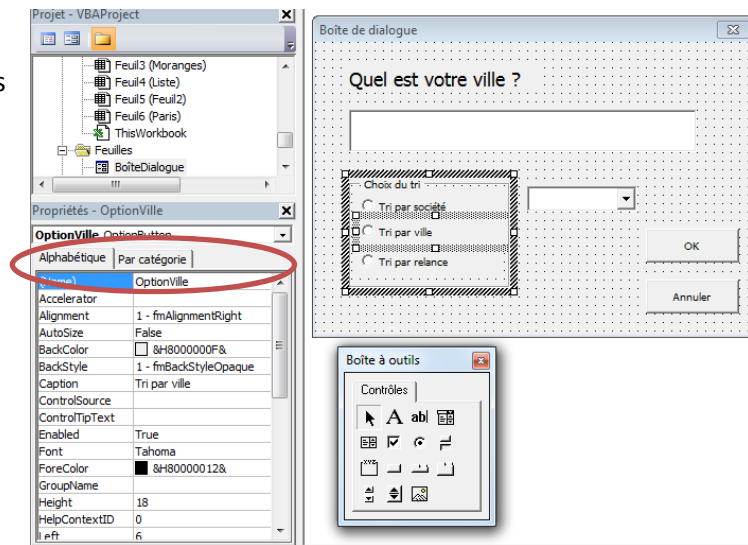 Projet - VBAProject
Feuil3 (Moranges)
Feuil4 (Liste)
Feuil5 (Feuil2)
Feuil6 (Paris)
ThisWorkbook
Feuilles
BoîteDialogue
s
Propriétés - OptionVille
OptionVille OptionButton
Alphabétique Par catégorie
(Name) OptionVille
Accelerator
Alignment 1 - fmAlignmentRight
AutoSize False
BackColor &H8000000F&
BackStyle 1 - fmBackStyleOpaque
Caption Tri par ville
ControlSource
ControlTipText
Enabled True
Font Tahoma
ForeColor &H80000012&
GroupName
Height 18
HelpContextID 0
Left 6
Boîte de dialogue
Quel est votre ville ?
Choix du tri
Tri par société
Tri par ville
Tri par relance
OK
Annuler
Boîte à outils
Contrôles
A abl
XYZ